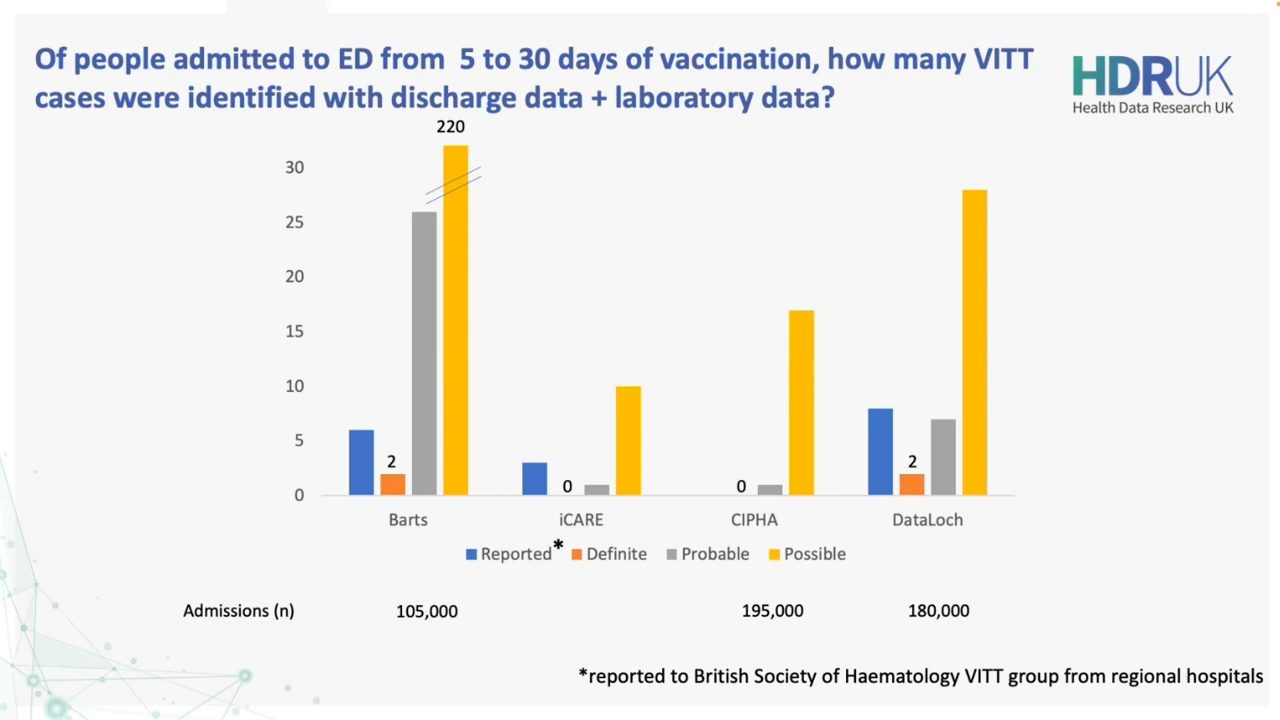 Of people admitted to ED from 5 to 30 days of vaccination, how many VITT
cases were identified with discharge data + laboratory data?
HDRUK
Health Data Research UK
220
30
25
20
15
10
5
0
2
0
0
2
Barts iCARE CIPHA DataLoch
Reported* Definite Probable Possible
Admissions (n) 105,000 195,000 180,000
*reported to British Society of Haematology VITT group from regional hospitals